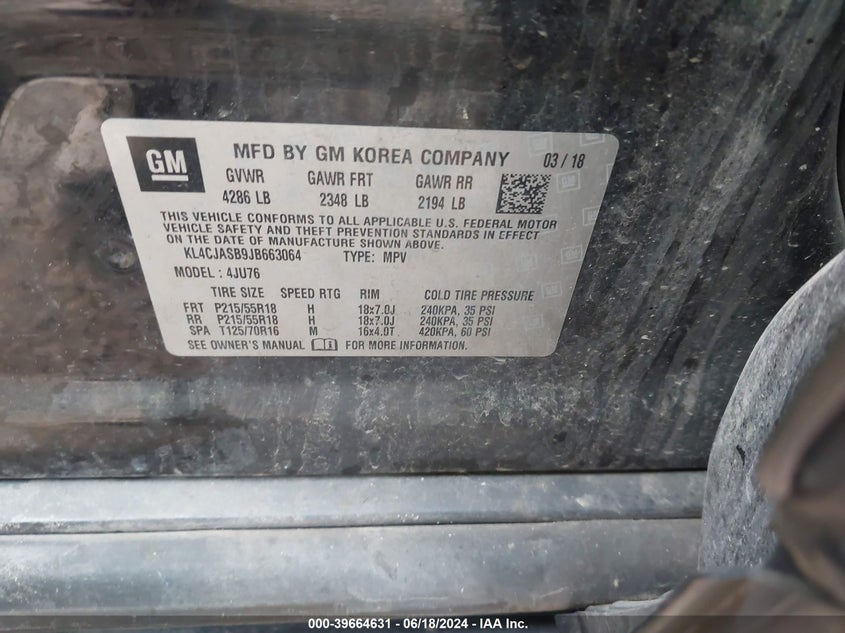 GM MFD BY GM KOREA COMPANY 03 / 18
GVWR GAWR FRT GAWR RR
4286 LB 2348 LB 2194 LB
THIS VEHICLE CONFORMS TO ALL APPLICABLE U.S. FEDERAL MOTOR
VEHICLE SAFETY AND THEFT PREVENTION STANDARDS IN EFFECT
ON THE DATE OF MANUFACTURE SHOWN ABOVE.
KL4CJASB9JB663064 TYPE: MPV
MODEL : 4JU76
TIRE SIZE SPEED RTG RIM COLD TIRE PRESSURE
FRT P215/55R18 H 18x7.0J 240KPA, 35 PSI
RR P215/55R18 H 18x7.0J 240KPA, 35 PSI
SPA T125/70R16 M 16x4.0T 420KPA, 60 PSI
SEE OWNER'S MANUAL FOR MORE INFORMATION.
000-39664631 - 06/18/2024 - IAA Inc.